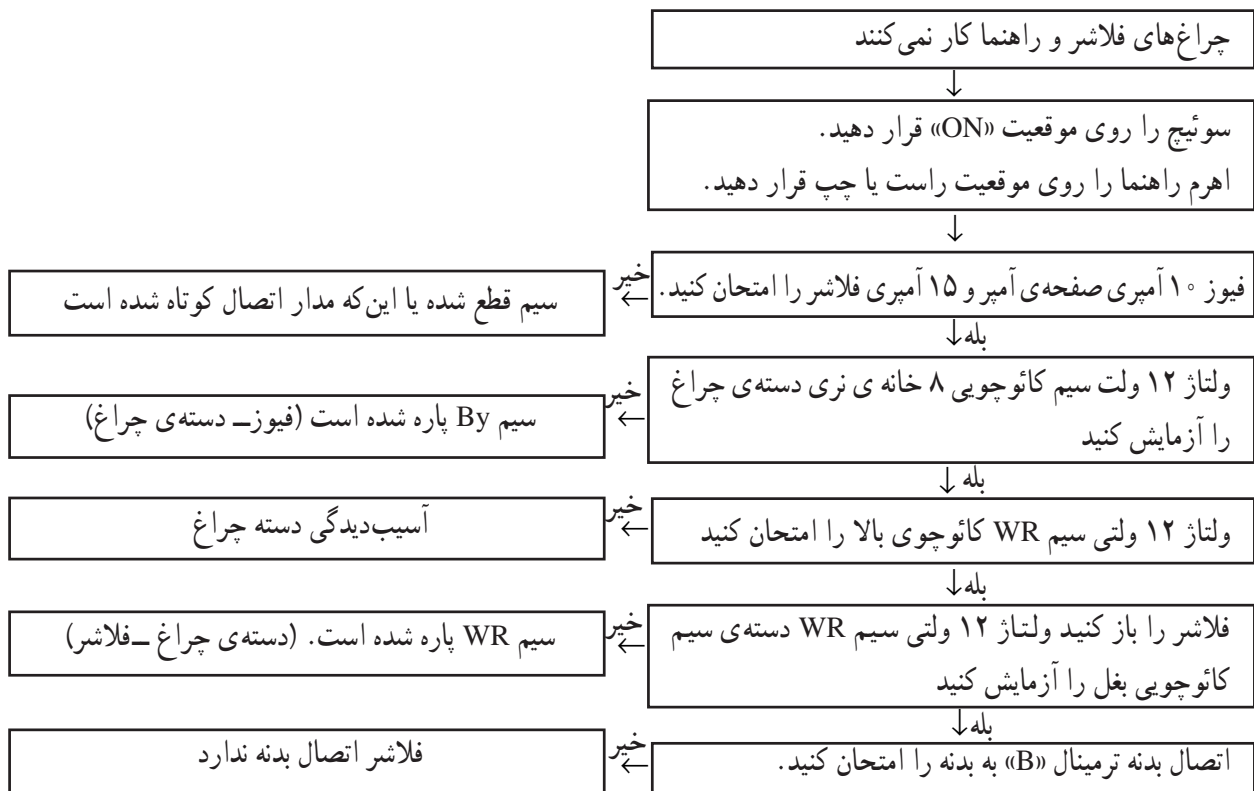 چراغ‌های فلاشر و راهنما کار نمی‌کنند
↓
سوئیچ را روی موقعیت «ON» قرار دهید.
اهرم راهنما را روی موقعیت راست یا چپ قرار دهید.
↓
فیوز ۱۰ آمپری صفحه‌ی آمپر و ۱۵ آمپری فلاشر را امتحان کنید.
خیر
←
سیم قطع شده یا این‌که مدار اتصال کوتاه شده است
بله↓
ولتاژ ۱۲ ولت سیم کائوچویی ۸ خانه ی نری دسته‌ی چراغ
را آزمایش کنید
خیر
←
سیم By پاره شده است (فیوز ــ دسته‌ی چراغ)
بله ↓
ولتاژ ۱۲ ولتی سیم WR کائوچوی بالا را امتحان کنید
خیر
←
آسیب‌دیدگی دسته چراغ
بله↓
فلاشر را باز کنید ولتاژ ۱۲ ولتی سیم WR دسته‌ی سیم
کائوچویی بغل را آزمایش کنید
خیر
←
سیم WR پاره شده است. (دسته‌ی چراغ ــ فلاشر)
بله↓
اتصال بدنه ترمینال «B» به بدنه را امتحان کنید.
خیر
←
فلاشر اتصال بدنه ندارد